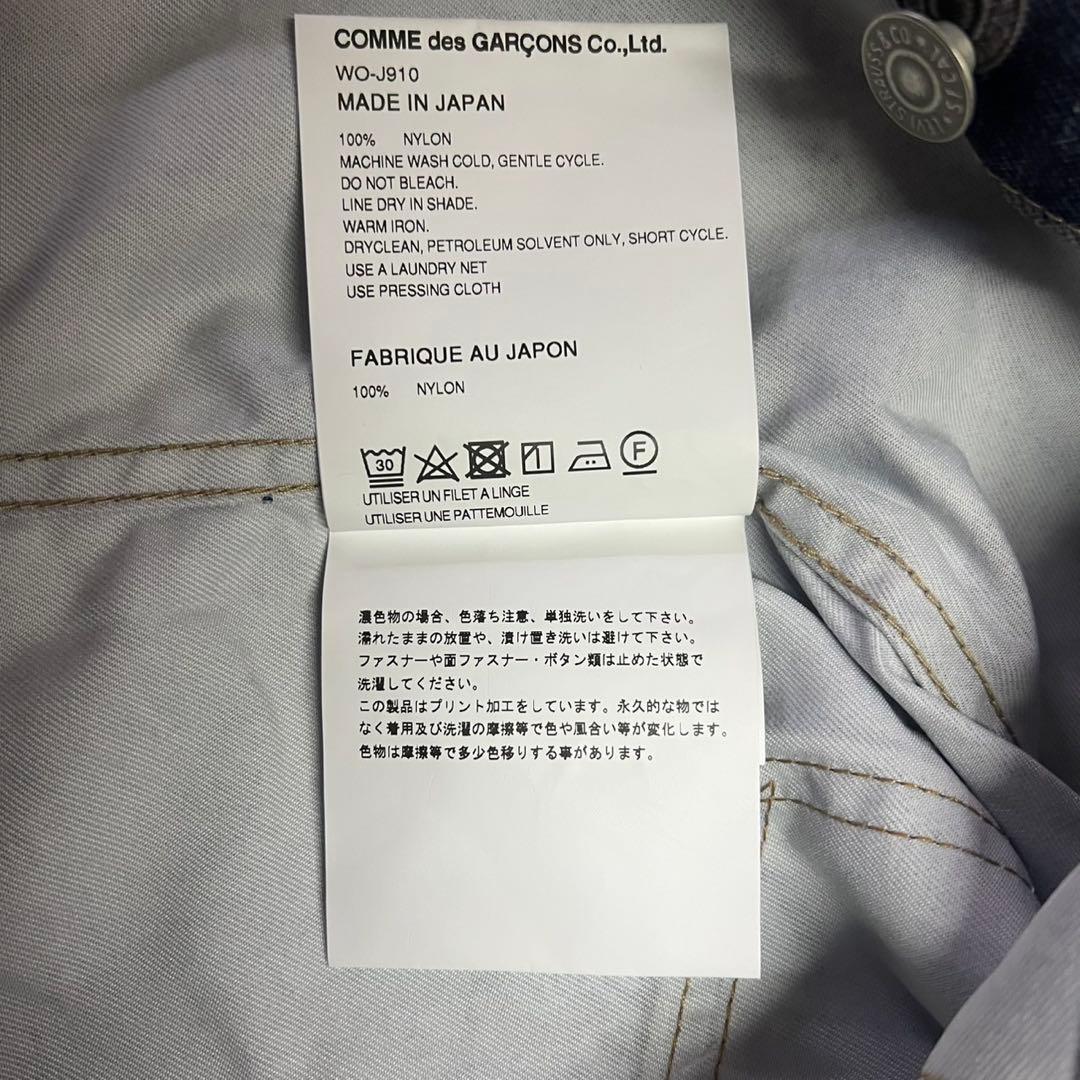 COMME des GARÇONS Co.,Ltd.
WO-J910
MADE IN JAPAN
100% NYLON
MACHINE WASH COLD, GENTLE CYCLE.
DO NOT BLEACH.
LINE DRY IN SHADE.
WARM IRON.
DRYCLEAN, PETROLEUM SOLVENT ONLY, SHORT CYCLE.
USE A LAUNDRY NET
USE PRESSING CLOTH
FABRIQUE AU JAPON
100% NYLON
30
F
UTILISER UN FILET A LINGE
UTILISER UNE PATTEMOUILLE
濃色物の場合、色落ち注意、単独洗いをして下さい。
濡れたままの放置や、漬け置き洗いは避けて下さい。
ファスナーや面ファスナー・ボタン類は止めた状態で
洗濯してください。
この製品はプリント加工をしています。永久的な物では
なく着用及び洗濯の摩擦等で色や風合い等が変化します。
色物は摩擦等で多少色移りする事があります。
LEVI STRAUSS & CO
S.F. CAL